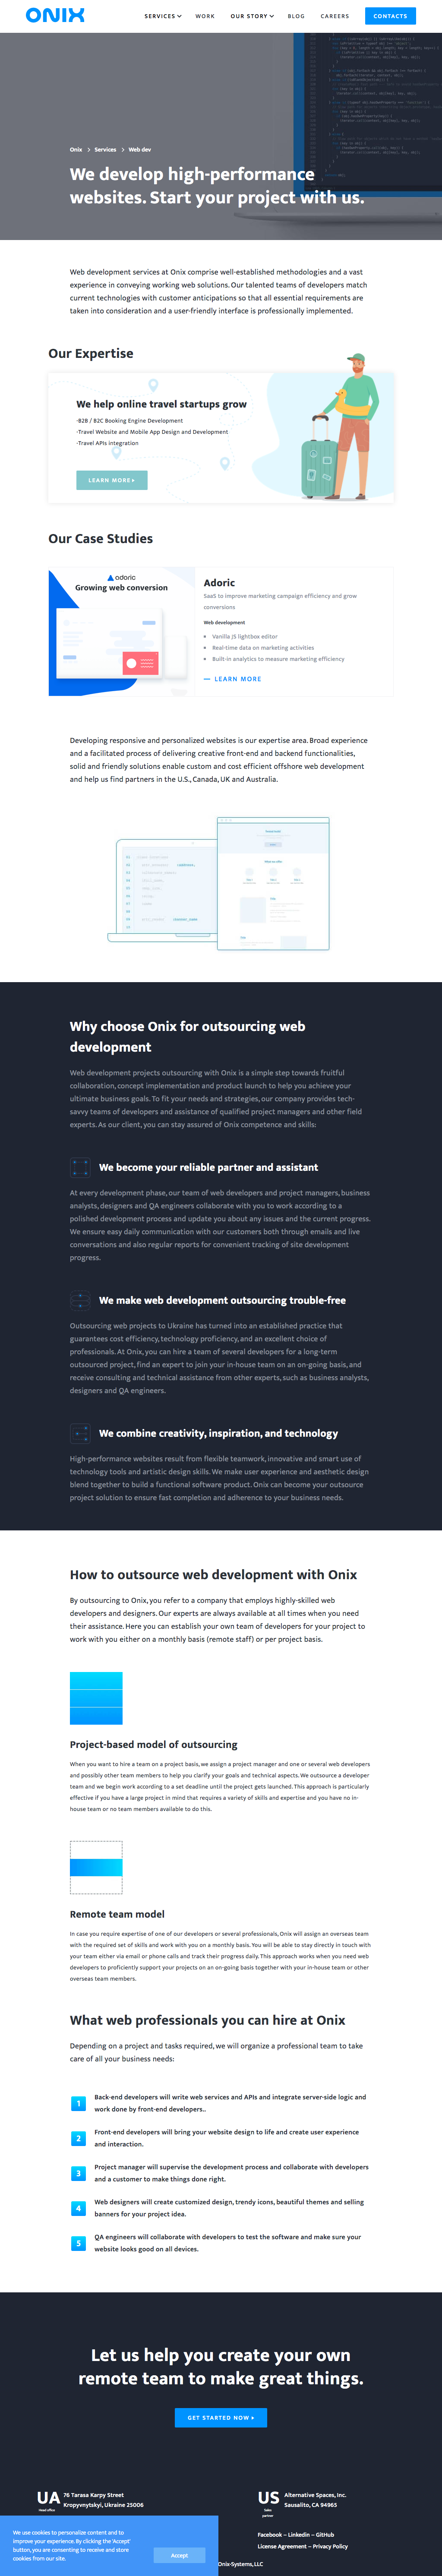 ONIX
SERVICES WORK OUR STORY BLOG CAREERS CONTACTS
Onix > Services > Web dev
We develop high-performance
websites. Start your project with us.
Web development services at Onix comprise well-established methodologies and a vast
experience in conveying working web solutions. Our talented teams of developers match
current technologies with customer anticipations so that all essential requirements are
taken into consideration and a user-friendly interface is professionally implemented.
Our Expertise
We help online travel startups grow
-B2B / B2C Booking Engine Development
-Travel Website and Mobile App Design and Development
-Travel APIs integration
LEARN MORE
Our Case Studies
adoric
Growing web conversion
Adoric
SaaS to improve marketing campaign efficiency and grow
conversions
Web development
Vanilla JS lightbox editor
Real-time data on marketing activities
Built-in analytics to measure marketing efficiency
LEARN MORE
Developing responsive and personalized websites is our expertise area. Broad experience
and a facilitated process of delivering creative front-end and backend functionalities,
solid and friendly solutions enable custom and cost efficient offshore web development
and help us find partners in the U.S., Canada, UK and Australia.
Why choose Onix for outsourcing web
development
Web development projects outsourcing with Onix is a simple step towards fruitful
collaboration, concept implementation and product launch to help you achieve your
ultimate business goals. To fit your needs and strategies, our company provides tech-
savvy teams of developers and assistance of qualified project managers and other field
experts. As our client, you can stay assured of Onix competence and skills:
We become your reliable partner and assistant
At every development phase, our team of web developers and project managers, business
analysts, designers and QA engineers collaborate with you to work according to a
polished development process and update you about any issues and the current progress.
We ensure easy daily communication with our customers both through emails and live
conversations and also regular reports for convenient tracking of site development
progress.
We make web development outsourcing trouble-free
Outsourcing web projects to Ukraine has turned into an established practice that
guarantees cost efficiency, technology proficiency, and an excellent choice of
professionals. At Onix, you can hire a team of several developers for a long-term
outsourced project, find an expert to join your in-house team on an on-going basis, and
receive consulting and technical assistance from other experts, such as business analysts,
designers and QA engineers.
We combine creativity, inspiration, and technology
High-performance websites result from flexible teamwork, innovative and smart use of
technology tools and artistic design skills. We make user experience and aesthetic design
blend together to build a functional software product. Onix can become your outsource
project solution to ensure fast completion and adherence to your business needs.
How to outsource web development with Onix
By outsourcing to Onix, you refer to a company that employs highly-skilled web
developers and designers. Our experts are always available at all times when you need
their assistance. Here you can establish your own team of developers for your project to
work with you either on a monthly basis (remote staff) or per project basis.
Project-based model of outsourcing
When you want to hire a team on a project basis, we assign a project manager and one or several web developers
and possibly other team members to help you clarify your goals and technical aspects. We outsource a developer
team and we begin work according to a set deadline until the project gets launched. This approach is particularly
effective if you have a large project in mind that requires a variety of skills and expertise and you have no in-
house team or no team members available to do this.
Remote team model
In case you require expertise of one of our developers or several professionals, Onix will assign an overseas team
with the required set of skills and work with you on a monthly basis. You will be able to stay directly in touch with
your team either via email or phone calls and track their progress daily. This approach works when you need web
developers to proficiently support your projects on an on-going basis together with your in-house team or other
overseas team members.
What web professionals you can hire at Onix
Depending on a project and tasks required, we will organize a professional team to take
care of all your business needs:
1 Back-end developers will write web services and APIs and integrate server-side logic and
work done by front-end developers..
2 Front-end developers will bring your website design to life and create user experience
and interaction.
3 Project manager will supervise the development process and collaborate with developers
and a customer to make things done right.
4 Web designers will create customized design, trendy icons, beautiful themes and selling
banners for your project idea.
5 QA engineers will collaborate with developers to test the software and make sure your
website looks good on all devices.
Let us help you create your own
remote team to make great things.
GET STARTED NOW
UA
Head office
76 Tarasa Karpy Street
Kropyvnytskyi, Ukraine 25006
US
Sales
partner
Alternative Spaces, Inc.
Sausalito, CA 94965
Facebook – Linkedin – GitHub
License Agreement – Privacy Policy
Onix-Systems, LLC
We use cookies to personalize content and to
improve your experience. By clicking the 'Accept'
button, you are consenting to receive and store
cookies from our site.
Accept